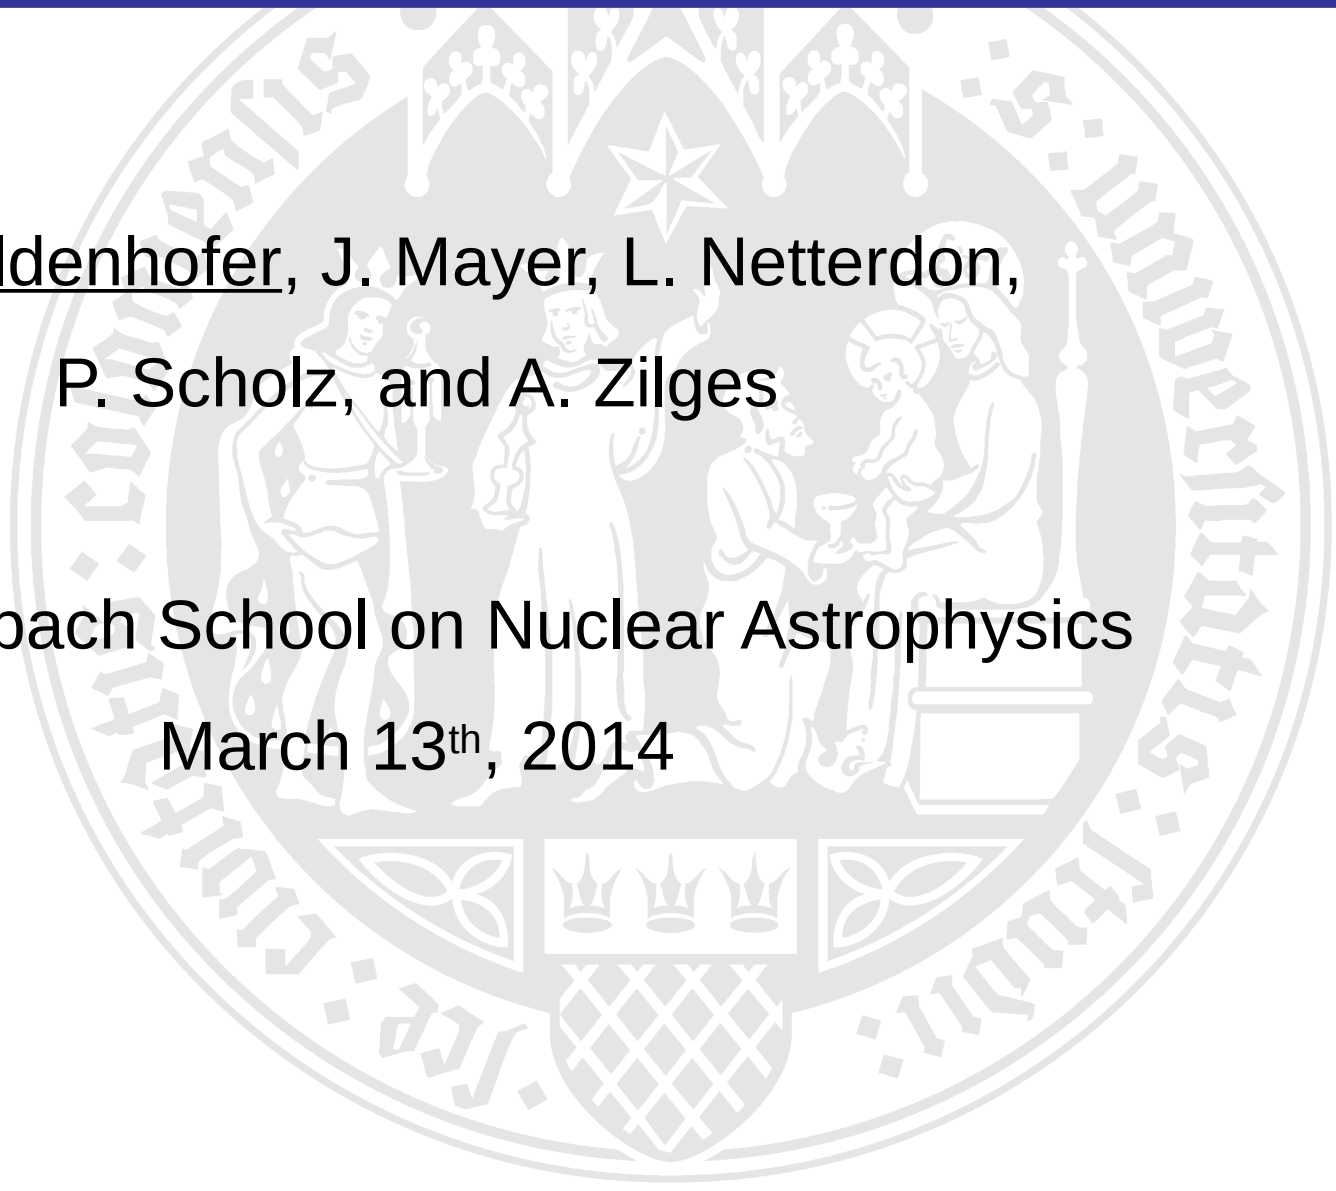 ldenhofer, J. Mayer, L. Netterdon,
P. Scholz, and A. Zilges
bach School on Nuclear Astrophysics
March 13th, 2014